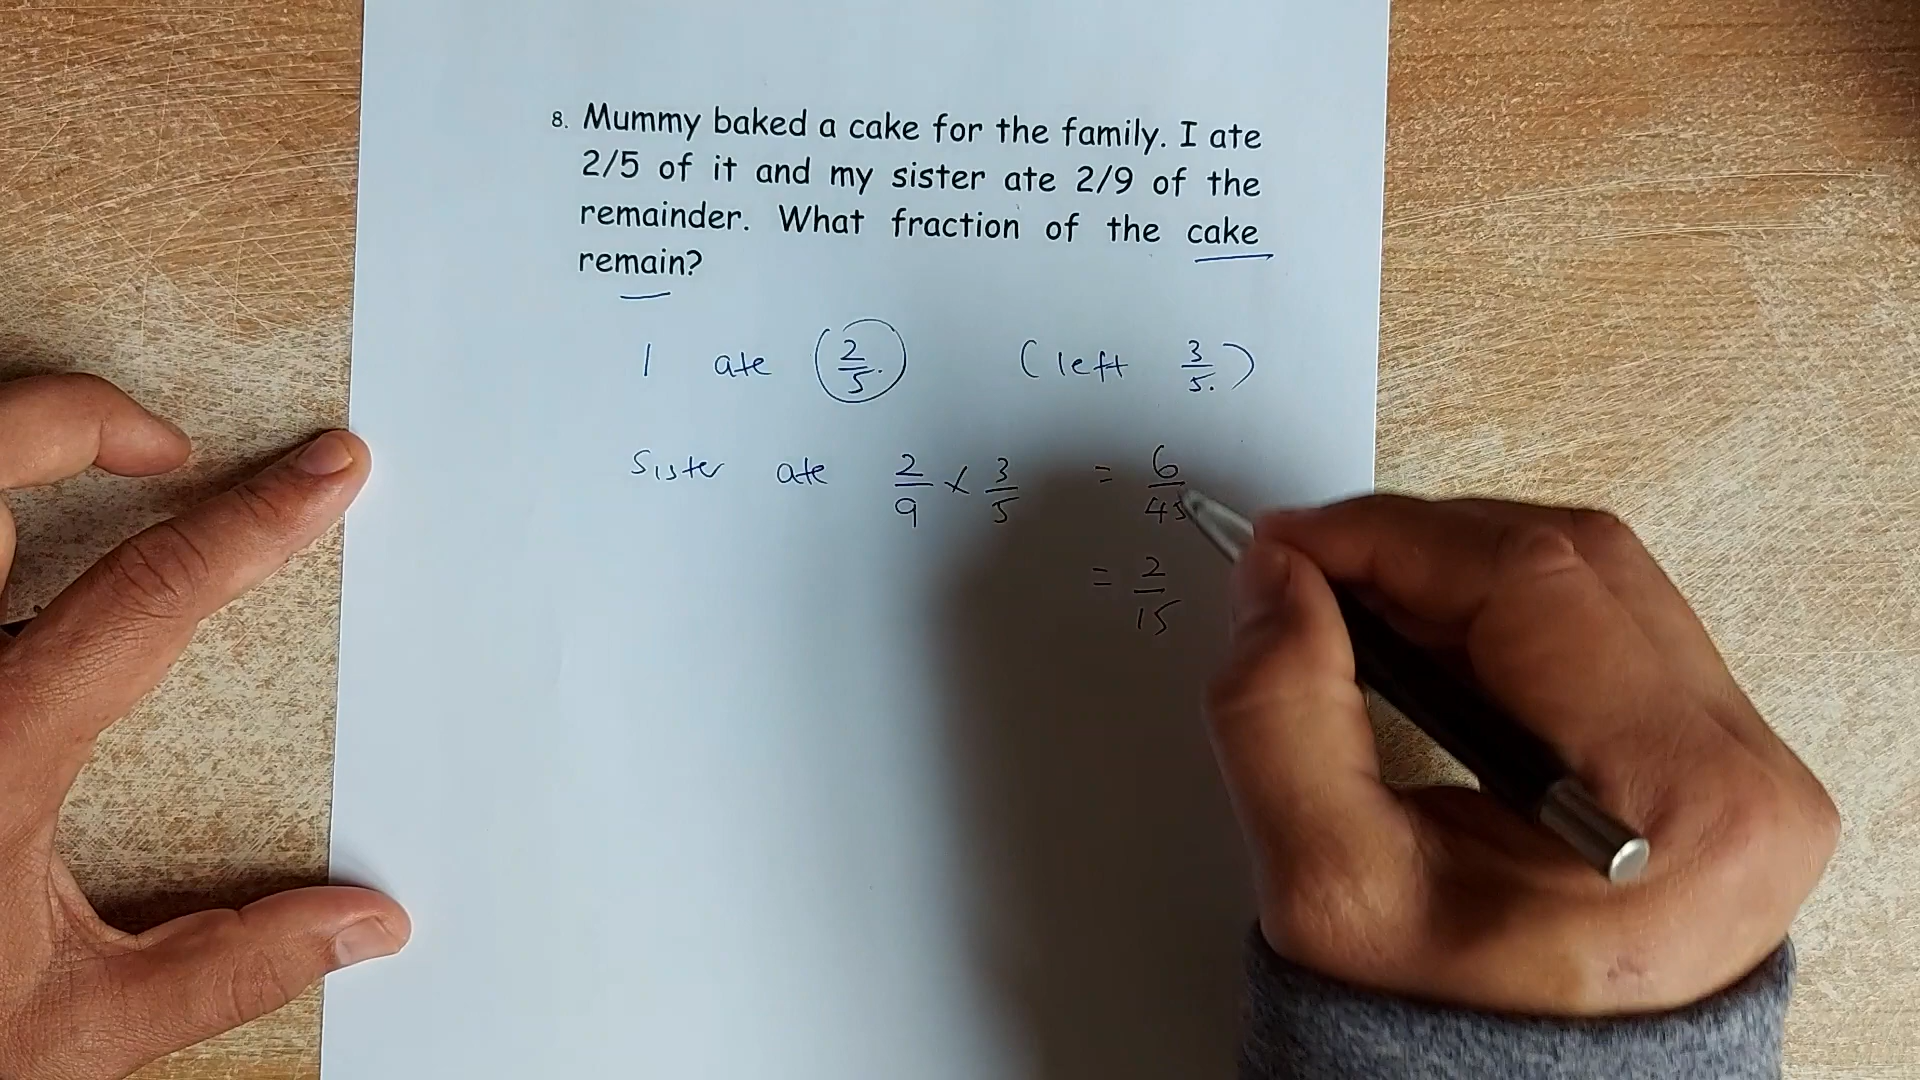 8. Mummy baked a cake for the family. I ate
2/5 of it and my sister ate 2/9 of the
remainder. What fraction of the cake
remain?
I ate (2/5) (left 3/5.)
Sister ate 2/9 x 3/5 = 6/45
= 2/15